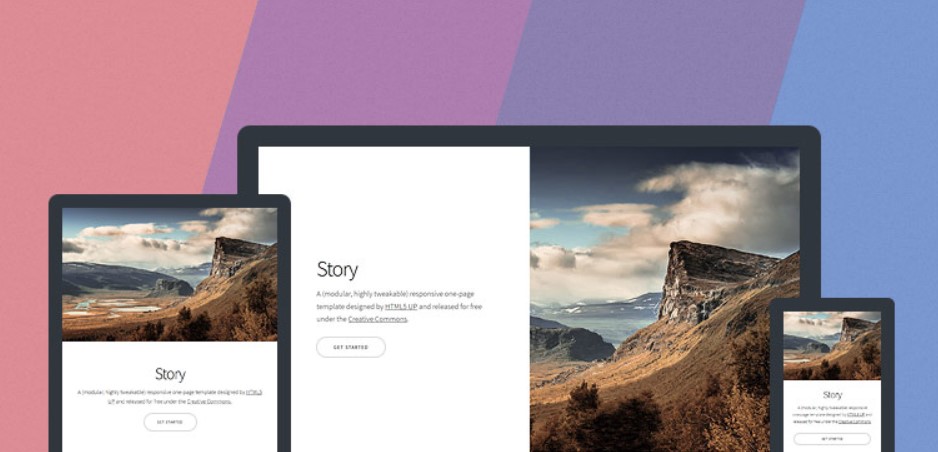 Story
A (modular, highly tweakable) responsive one-page
template designed by HTML5 UP and released for free
under the Creative Commons.
GET STARTED
Story
A (modular, highly tweakable) responsive one-page template designed by HTML5
UP and released for free under the Creative Commons.
GET STARTED
Story
A (modular, highly tweakable) responsive
one-page template designed by HTML5 UP and
released for free under the Creative Commons.
GET STARTED